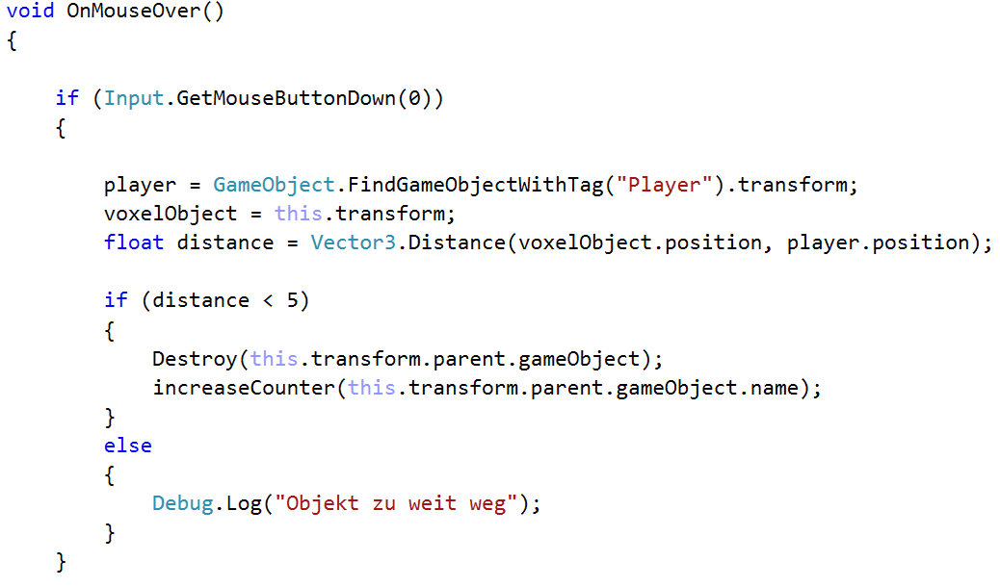 void OnMouseOver()
{
if (Input.GetMouseButtonDown(0))
{
player = GameObject.FindGameObjectWithTag("Player").transform;
voxelObject = this.transform;
float distance = Vector3.Distance(voxelObject.position, player.position);
if (distance < 5)
{
Destroy(this.transform.parent.gameObject);
increaseCounter(this.transform.parent.gameObject.name);
}
else
{
Debug.Log("Objekt zu weit weg");
}
}